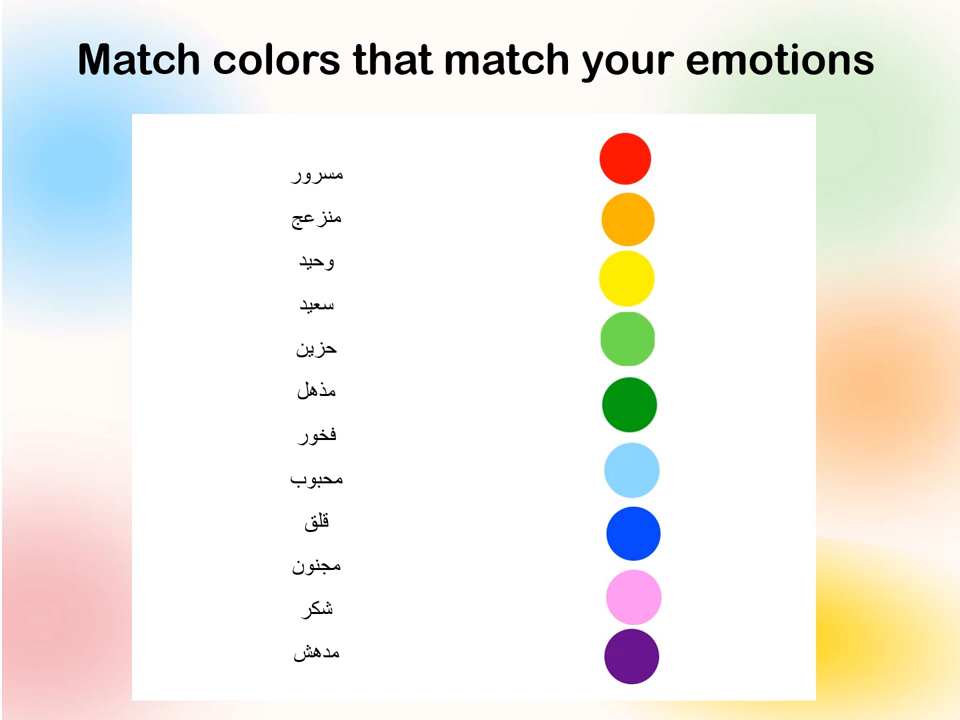 Match colors that match your emotions
مسرور
منزعج
وحيد
سعيد
حزين
مذهل
فخور
محبوب
قلق
مجنون
شكر
مدهش